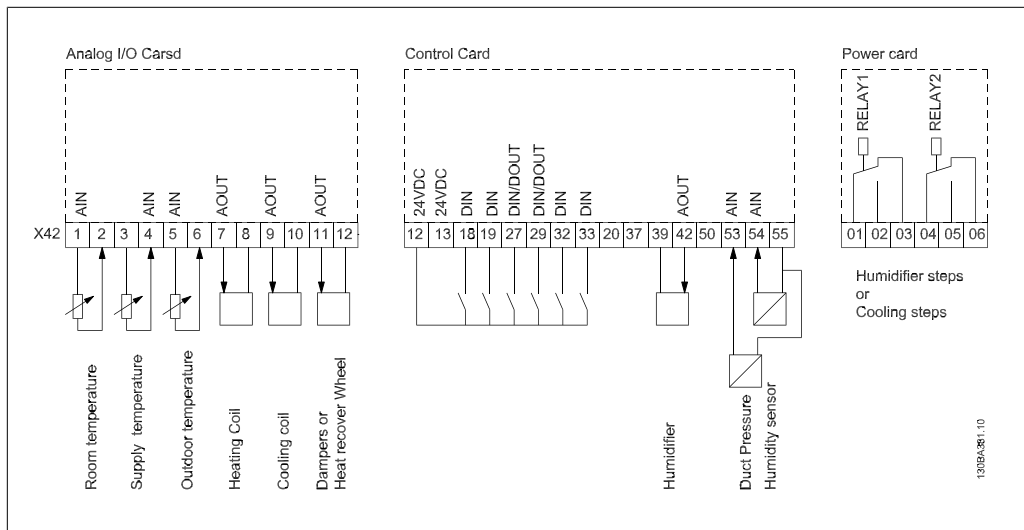 Analog I/O Carsd
Control Card
Power card
AIN
AIN
AIN
AOUT
AOUT
AOUT
24VDC
24VDC
DIN
DIN
DIN/DOUT
DIN/DOUT
DIN
DIN
AOUT
AIN
AIN
RELAY1
RELAY2
X42 1 2 3 4 5 6 7 8 9 10 11 12
12 13 18 19 27 29 32 33 20 37 39 42 50 53 54 55
01 02 03 04 05 06
Humidifier steps
or
Cooling steps
Room temperature
Supply temperature
Outdoor temperature
Heating Coil
Cooling coil
Dampers or
Heat recover Wheel
Humidifier
Duct Pressure
Humidity sensor
130BA391.10